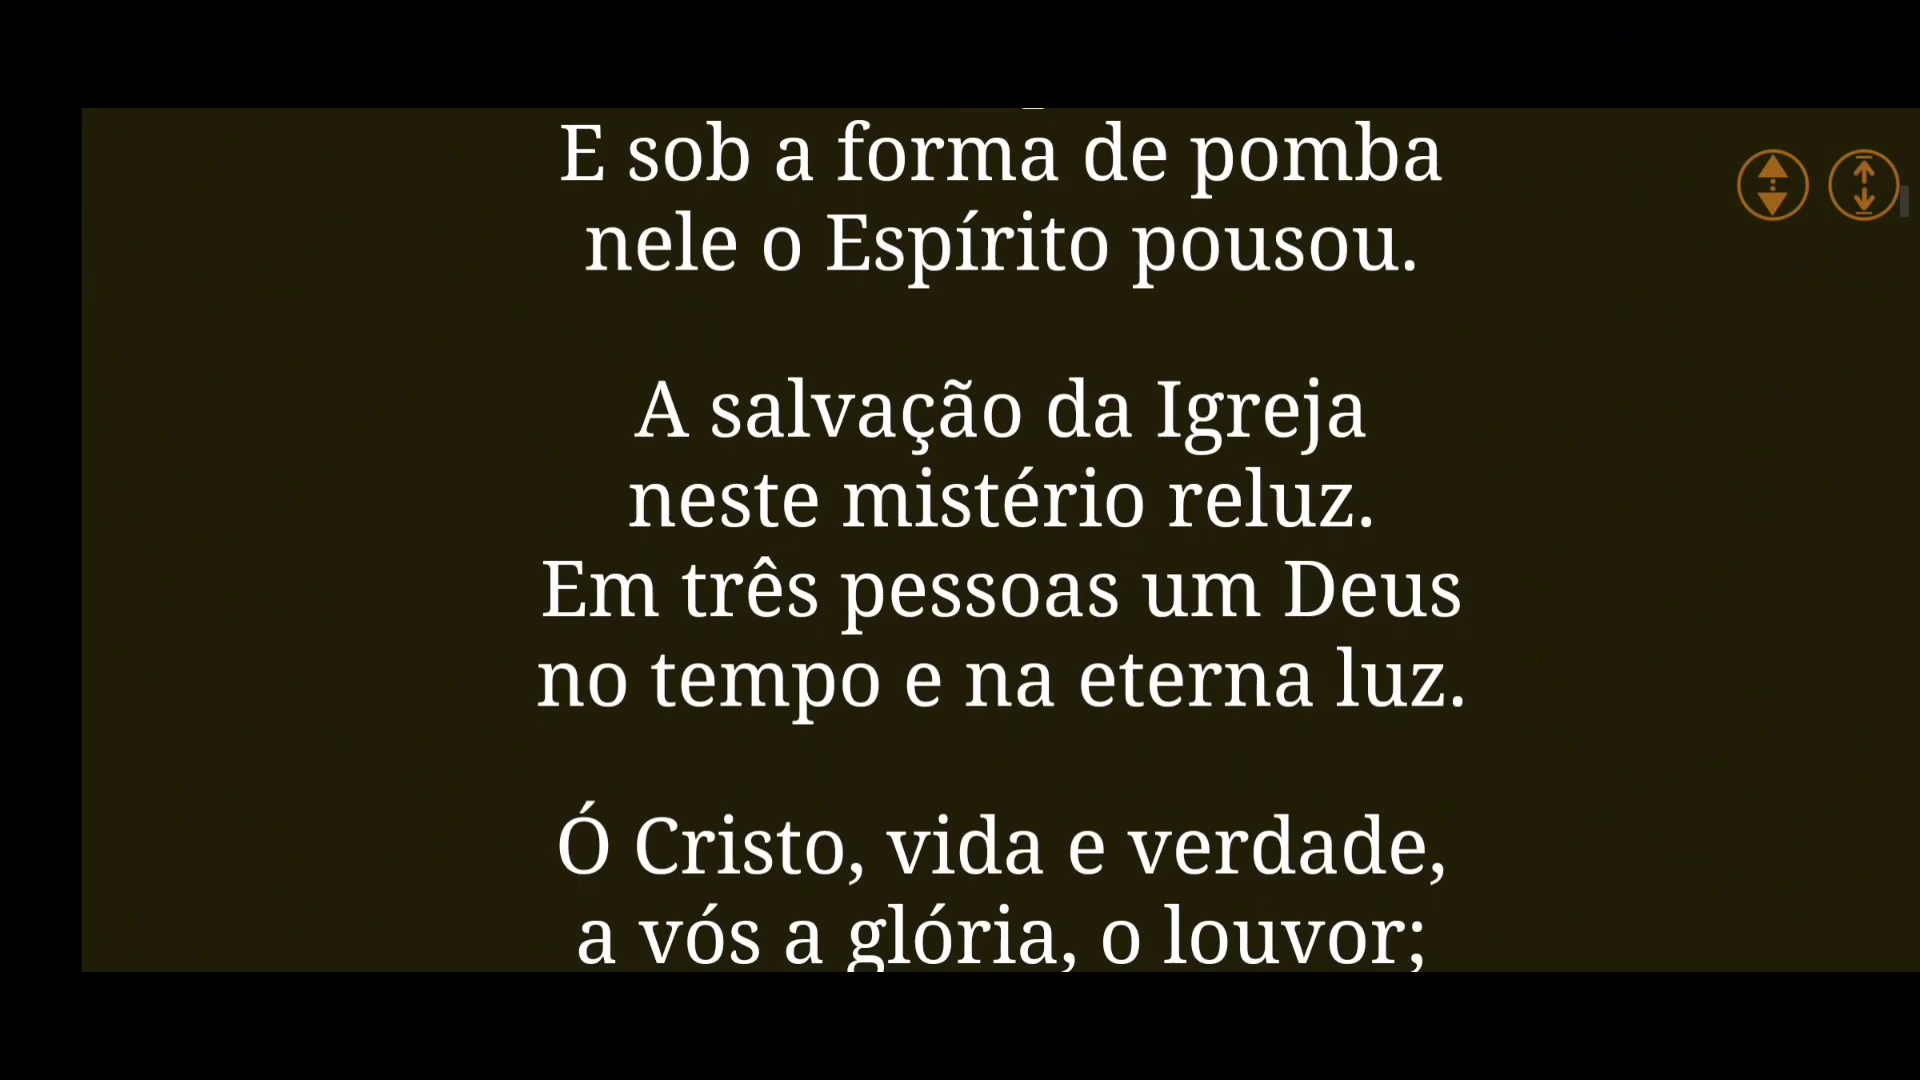 E sob a forma de pomba
nele o Espírito pousou.
A salvação da Igreja
neste mistério reluz.
Em três pessoas um Deus
no tempo e na eterna luz.
Ó Cristo, vida e verdade,
a vós a glória, o louvor;